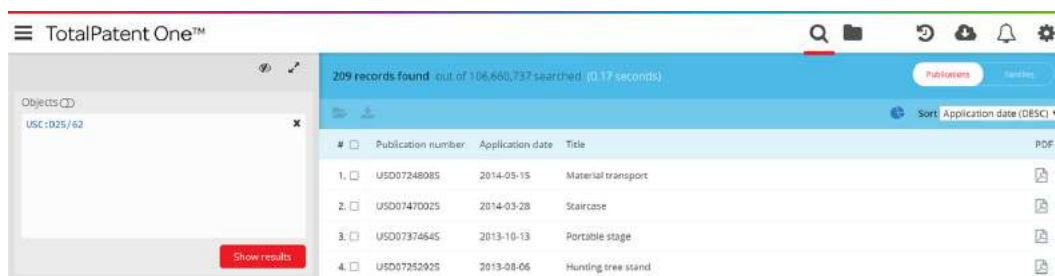 TotalPatent One™
209 records found out of 106,660,737 searched (0.17 seconds)
Publications Families
Objects
USC:D25/62 x
Sort Application date (DESC)
# Publication number Application date Title PDF
1. USD0724808S 2014-05-15 Material transport
2. USD0747002S 2014-03-28 Staircase
3. USD0737464S 2013-10-13 Portable stage
4. USD0725292S 2013-08-06 Hunting tree stand
Show results